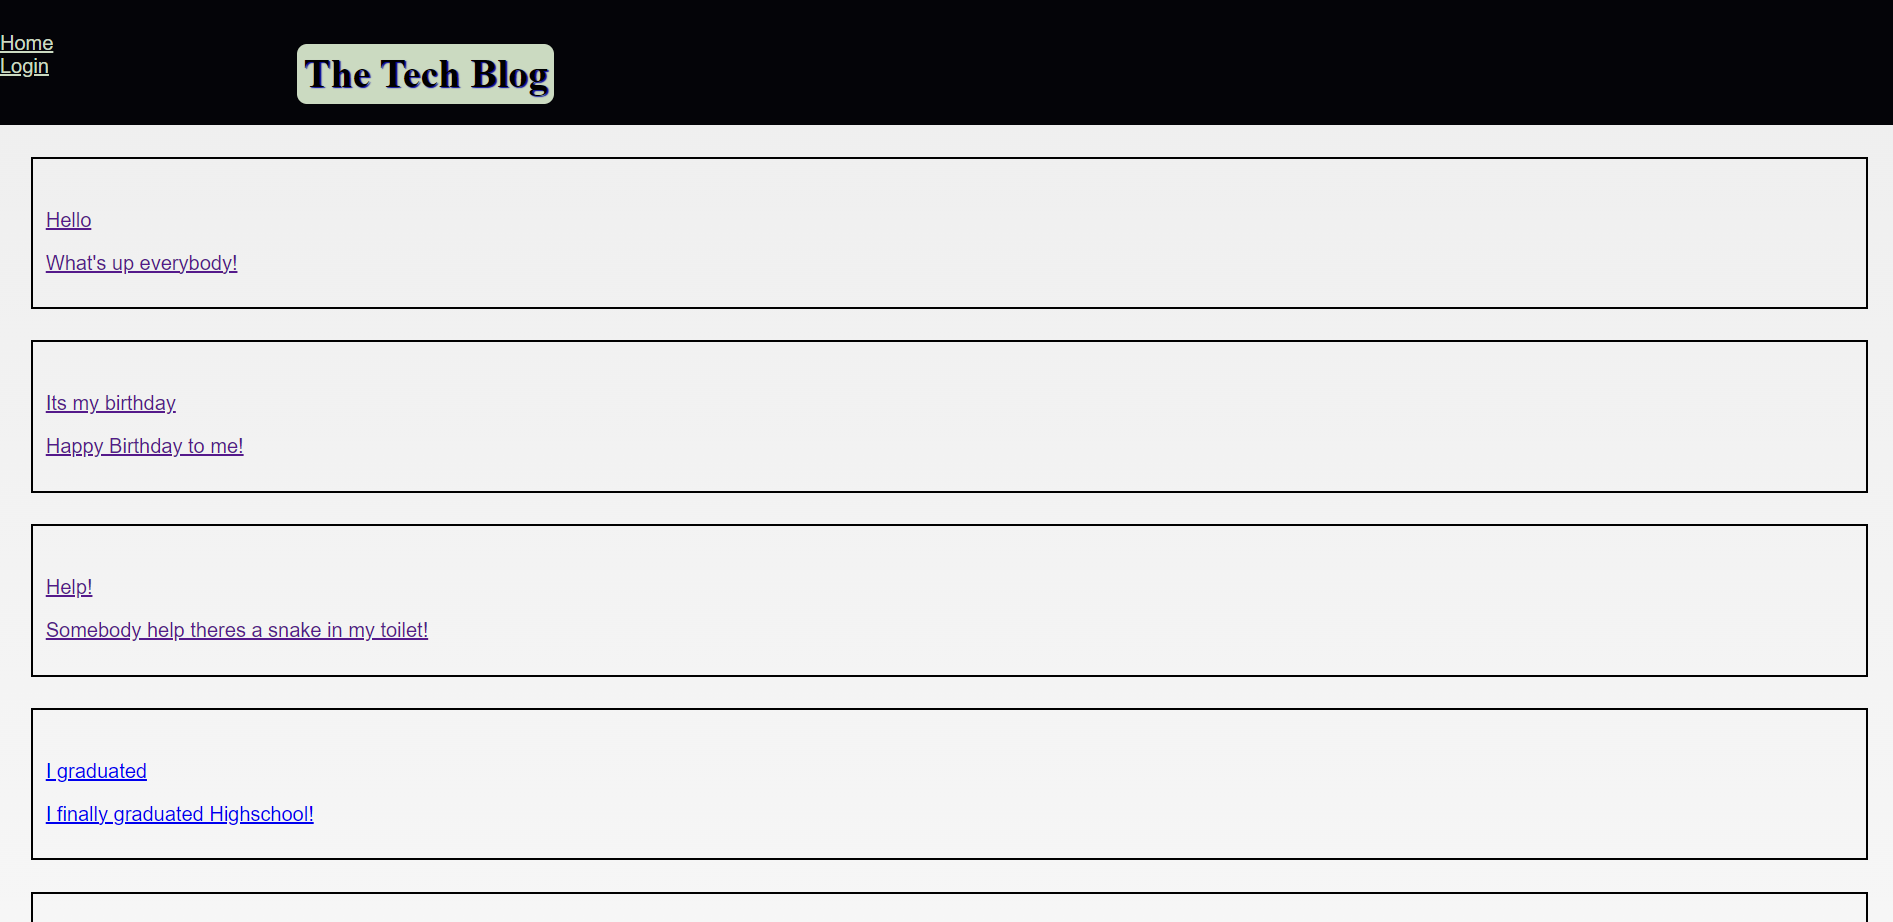 Home
Login
The Tech Blog
Hello
What's up everybody!
Its my birthday
Happy Birthday to me!
Help!
Somebody help theres a snake in my toilet!
I graduated
I finally graduated Highschool!